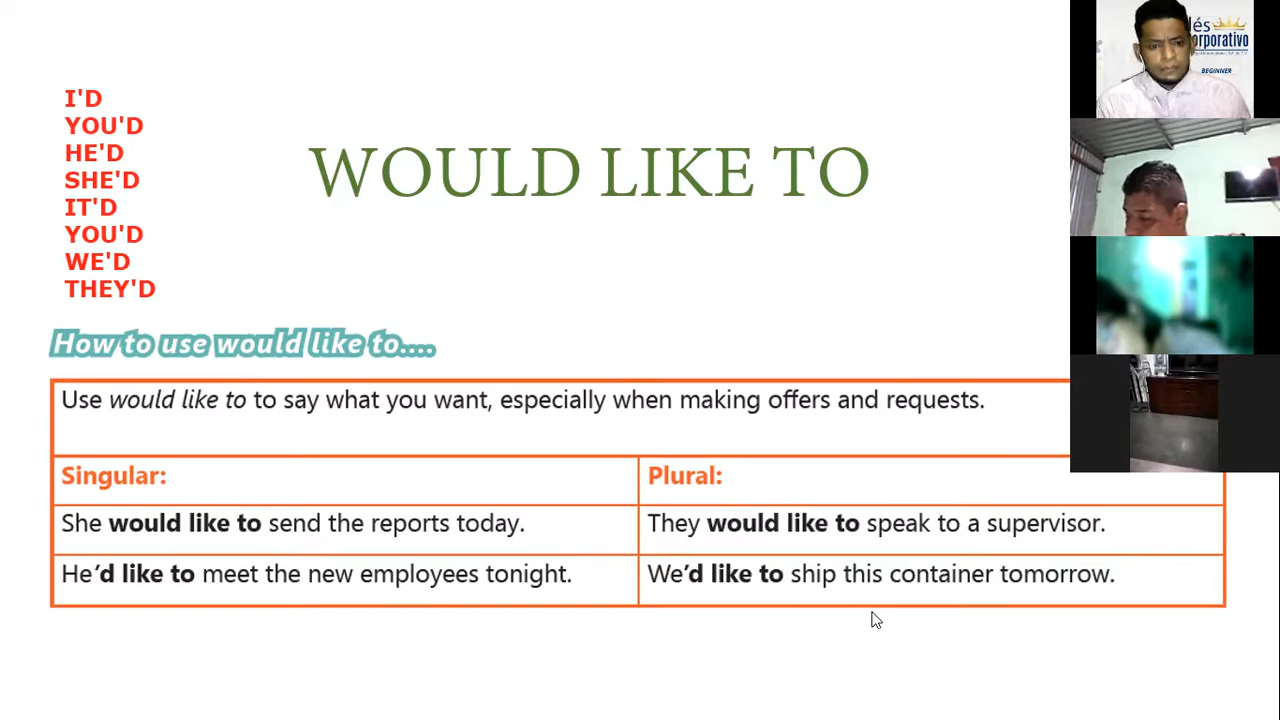 I'D
YOU'D
HE'D
SHE'D
IT'D
YOU'D
WE'D
THEY'D
WOULD LIKE TO
How to use would like to....
Use would like to to say what you want, especially when making offers and requests.
Singular:
Plural:
She would like to send the reports today.
They would like to speak to a supervisor.
He'd like to meet the new employees tonight.
We'd like to ship this container tomorrow.
BEGINNER